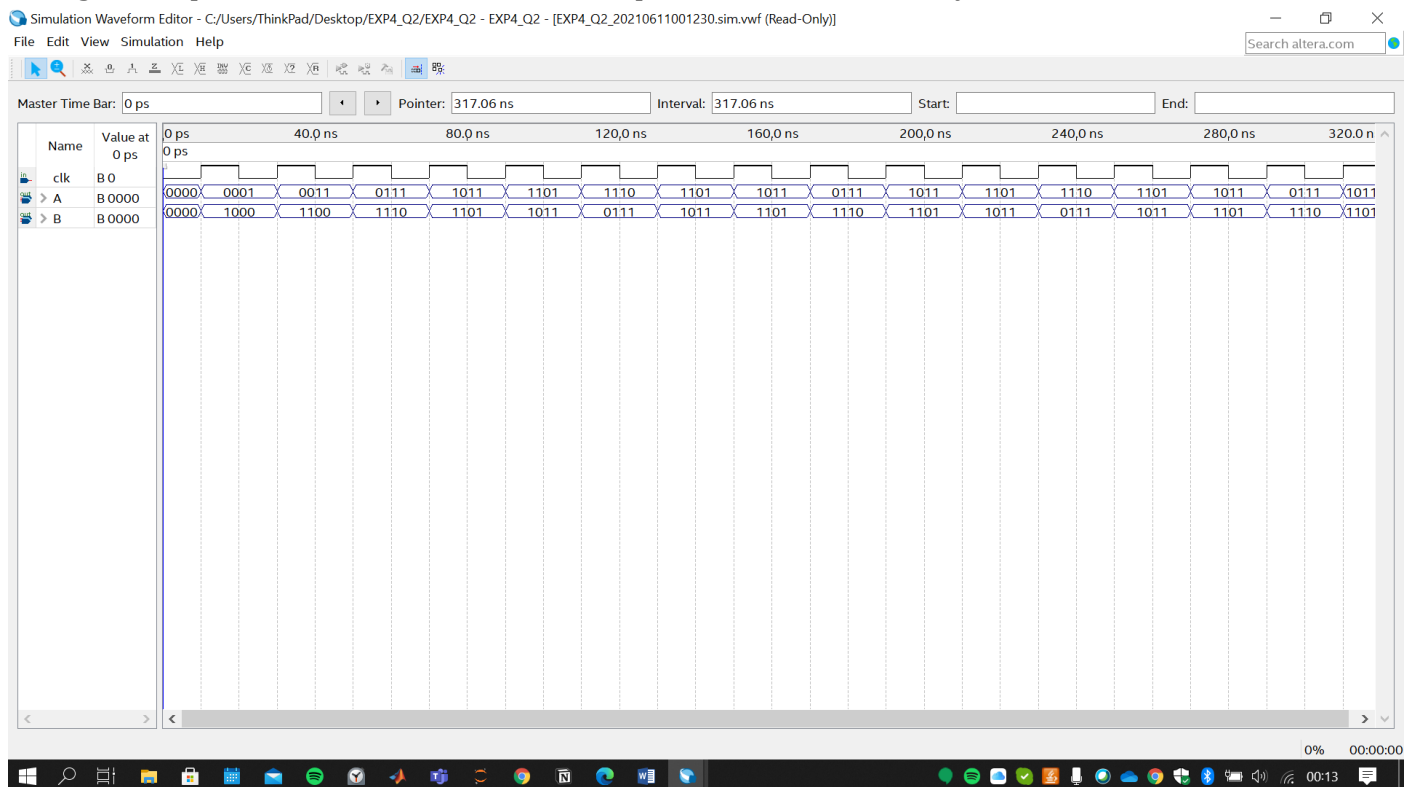 Simulation Waveform Editor - C:/Users/ThinkPad/Desktop/EXP4_Q2/EXP4_Q2 - EXP4_Q2 - [EXP4_Q2_20210611001230.sim.vwf (Read-Only)]
File Edit View Simulation Help
Search altera.com
Master Time Bar: 0 ps Pointer: 317.06 ns Interval: 317.06 ns Start: End:
Name Value at 0 ps
0 ps 40.0 ns 80.0 ns 120,0 ns 160,0 ns 200,0 ns 240,0 ns 280,0 ns 320.0 n
0 ps
clk B 0
A B 0000 0000 0001 0011 0111 1011 1101 1110 1101 1011 0111 1011 1101 1110 1101 1011 0111 1011
B B 0000 0000 1000 1100 1110 1101 1011 0111 1011 1101 1110 1101 1011 0111 1011 1101 1110 1101
0% 00:00:00
00:13